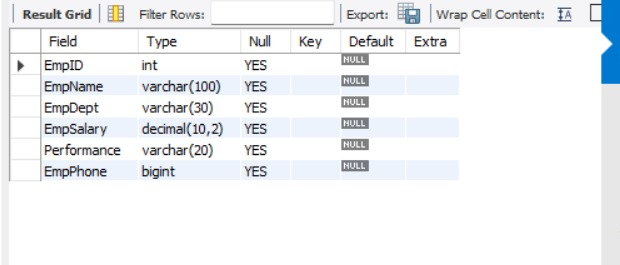 Result Grid Filter Rows: Export: Wrap Cell Content: IA
Field Type Null Key Default Extra
EmpID int YES NULL
EmpName varchar(100) YES NULL
EmpDept varchar(30) YES NULL
EmpSalary decimal(10,2) YES NULL
Performance varchar(20) YES NULL
EmpPhone bigint YES NULL